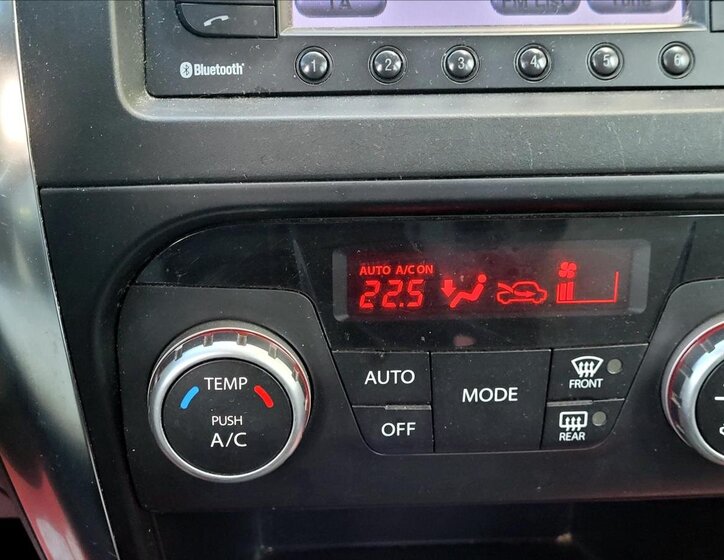 Bluetooth
1 2 3 4 5 6
AUTO A/C ON
22.5
TEMP
PUSH
A/C
AUTO
OFF
MODE
FRONT
REAR